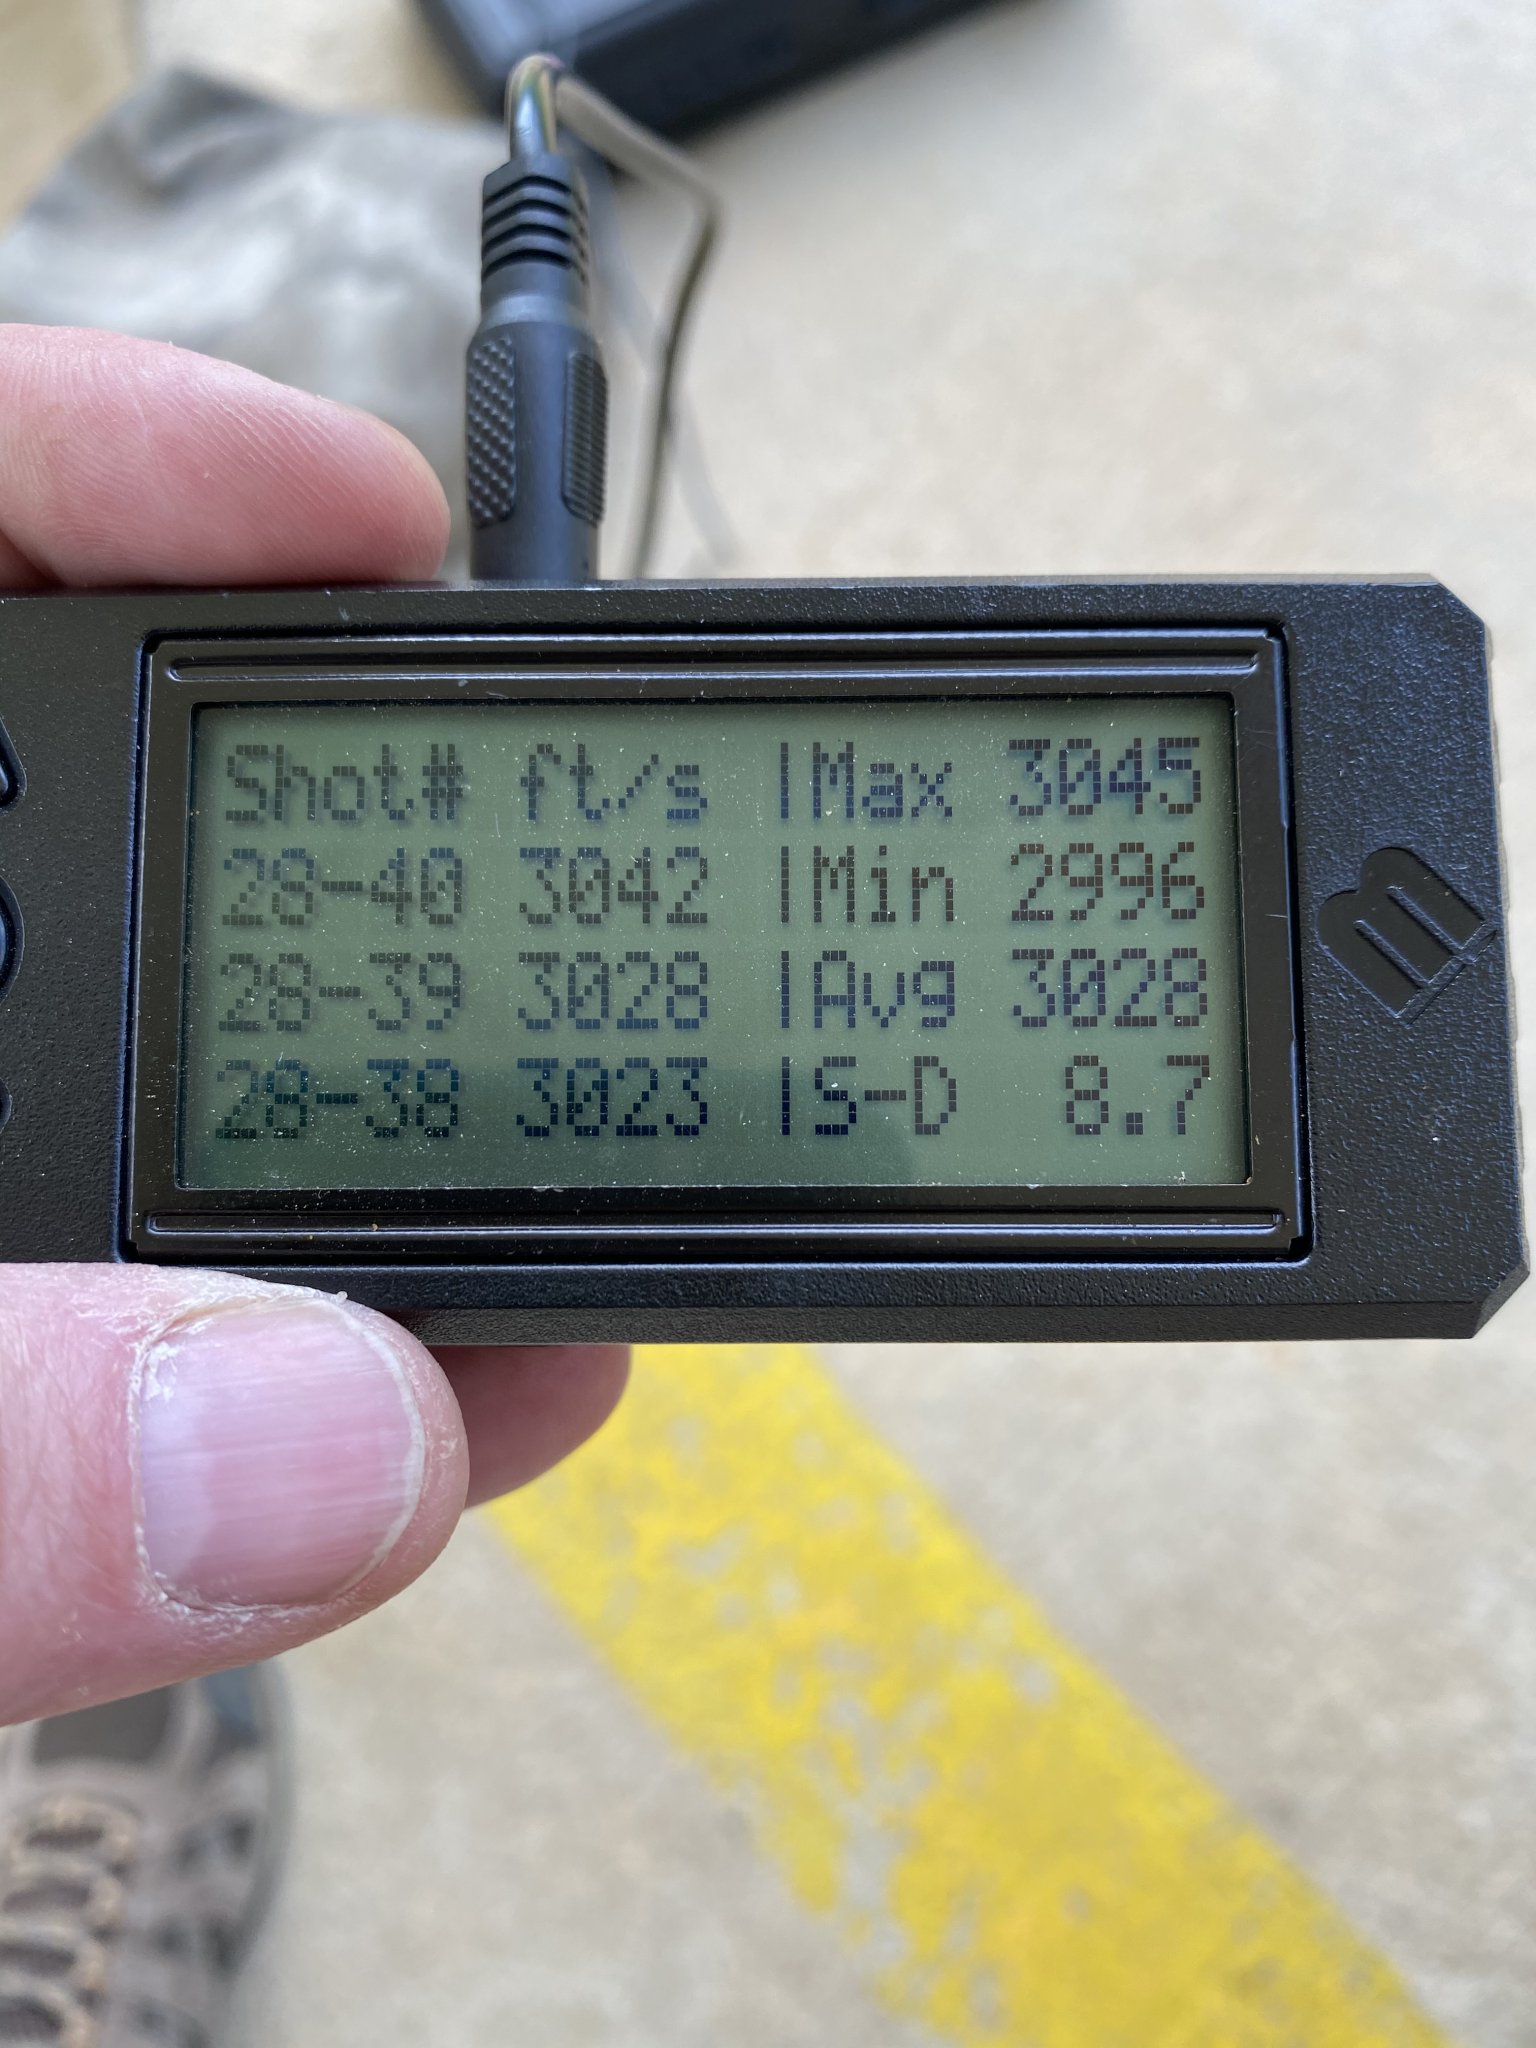 Shot# ft/s |Max 3045
28-40 3042 |Min 2996
28-39 3028 |Avg 3028
28-38 3023 |S-D 8.7